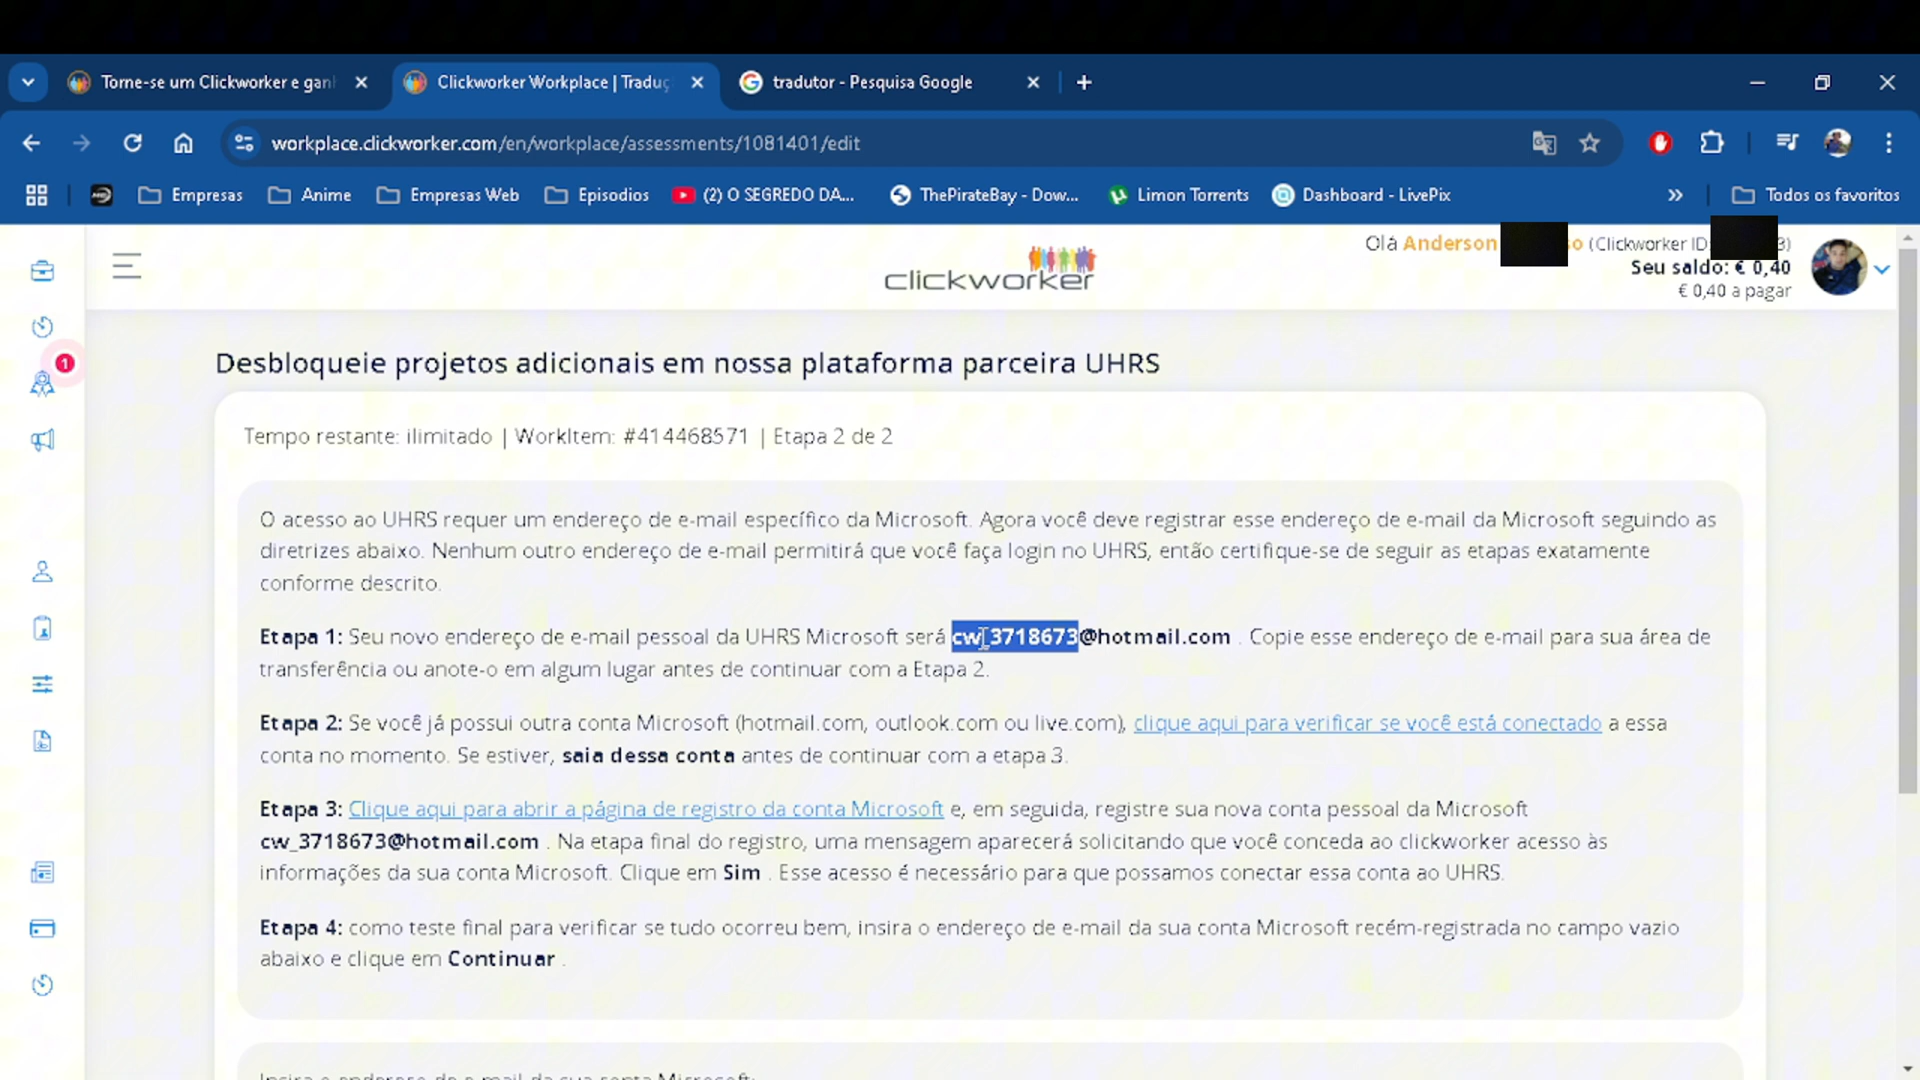 Torne-se um Clickworker e gan
Clickworker Workplace | Traduç
tradutor - Pesquisa Google
workplace.clickworker.com/en/workplace/assessments/1081401/edit
Empresas
Anime
Empresas Web
Episodios
(2) O SEGREDO DA...
ThePirateBay - Dow...
Limon Torrents
Dashboard - LivePix
Todos os favoritos
Olá Anderson o (Clickworker ID: 3)
clickworker
Seu saldo: € 0,40
€ 0,40 a pagar
1
Desbloqueie projetos adicionais em nossa plataforma parceira UHRS
Tempo restante: ilimitado | WorkItem: #414468571 | Etapa 2 de 2
O acesso ao UHRS requer um endereço de e-mail específico da Microsoft. Agora você deve registrar esse endereço de e-mail da Microsoft seguindo as
diretrizes abaixo. Nenhum outro endereço de e-mail permitirá que você faça login no UHRS, então certifique-se de seguir as etapas exatamente
conforme descrito.
Etapa 1: Seu novo endereço de e-mail pessoal da UHRS Microsoft será cw_3718673@hotmail.com . Copie esse endereço de e-mail para sua área de
transferência ou anote-o em algum lugar antes de continuar com a Etapa 2.
Etapa 2: Se você já possui outra conta Microsoft (hotmail.com, outlook.com ou live.com), clique aqui para verificar se você está conectado a essa
conta no momento. Se estiver, saia dessa conta antes de continuar com a etapa 3.
Etapa 3: Clique aqui para abrir a página de registro da conta Microsoft e, em seguida, registre sua nova conta pessoal da Microsoft
cw_3718673@hotmail.com . Na etapa final do registro, uma mensagem aparecerá solicitando que você conceda ao clickworker acesso às
informações da sua conta Microsoft. Clique em Sim . Esse acesso é necessário para que possamos conectar essa conta ao UHRS.
Etapa 4: como teste final para verificar se tudo ocorreu bem, insira o endereço de e-mail da sua conta Microsoft recém-registrada no campo vazio
abaixo e clique em Continuar .
Insira o endereço de e-mail da sua conta Microsoft: